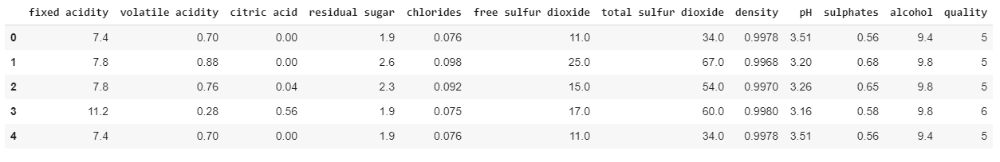 fixed acidity volatile acidity citric acid residual sugar chlorides free sulfur dioxide total sulfur dioxide density pH sulphates alcohol quality
0 7.4 0.70 0.00 1.9 0.076 11.0 34.0 0.9978 3.51 0.56 9.4 5
1 7.8 0.88 0.00 2.6 0.098 25.0 67.0 0.9968 3.20 0.68 9.8 5
2 7.8 0.76 0.04 2.3 0.092 15.0 54.0 0.9970 3.26 0.65 9.8 5
3 11.2 0.28 0.56 1.9 0.075 17.0 60.0 0.9980 3.16 0.58 9.8 6
4 7.4 0.70 0.00 1.9 0.076 11.0 34.0 0.9978 3.51 0.56 9.4 5